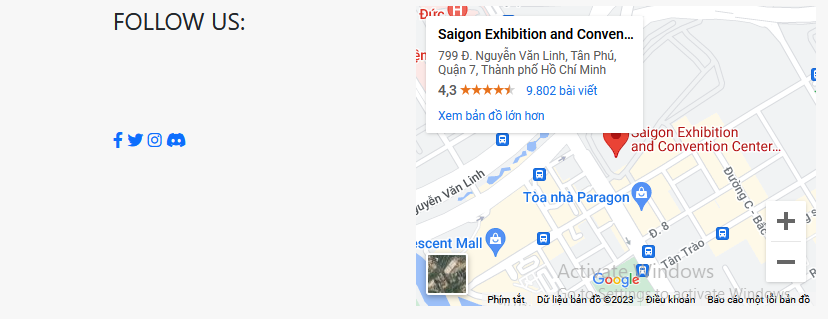 FOLLOW US:
Đức
Saigon Exhibition and Conven...
799 Đ. Nguyễn Văn Linh, Tân Phú,
Quận 7, Thành phố Hồ Chí Minh
4,3
9.802 bài viết
Xem bản đồ lớn hơn
Saigon Exhibition
and Convention Center...
guyễn Văn Linh
Tòa nhà Paragon
Đường C - Bắc
Đ. 8
escent Mall
Tân Trào
Google
Activate Windows
Go to Settings to activate Windows.
Phím tắt
Dữ liệu bản đồ ©2023
Điều khoản
Báo cáo một lỗi bản đồ